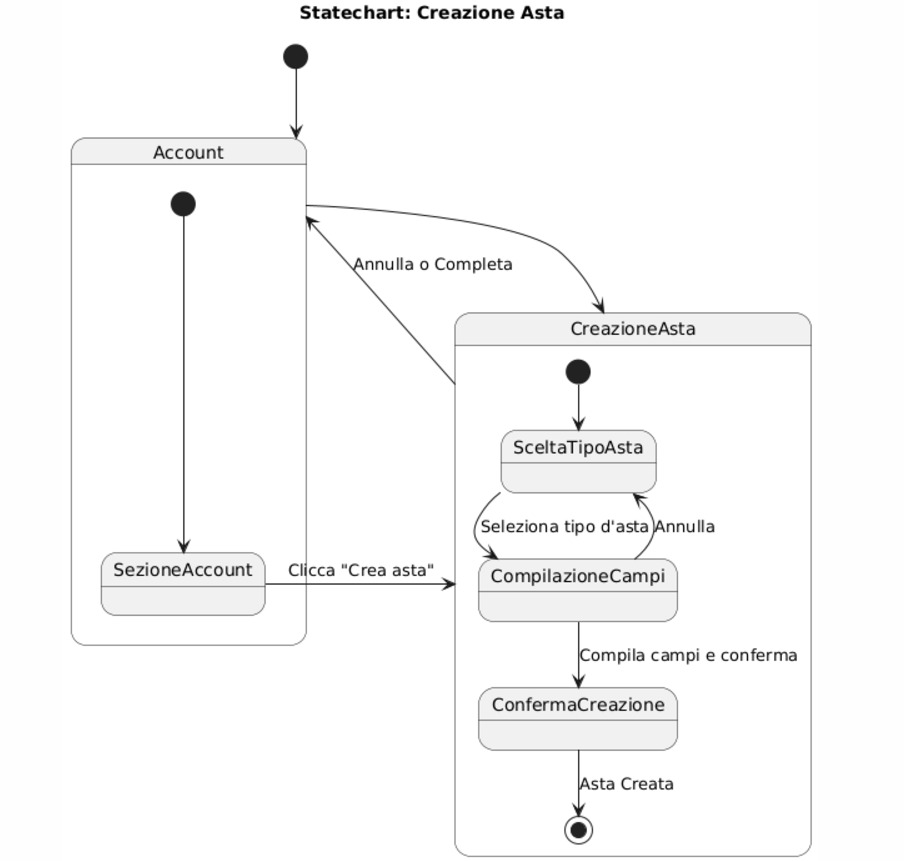 Statechart: Creazione Asta
Account
Annulla o Completa
CreazioneAsta
SceltaTipoAsta
Seleziona tipo d'asta
Annulla
SezioneAccount
Clicca "Crea asta"
CompilazioneCampi
Compila campi e conferma
ConfermaCreazione
Asta Creata